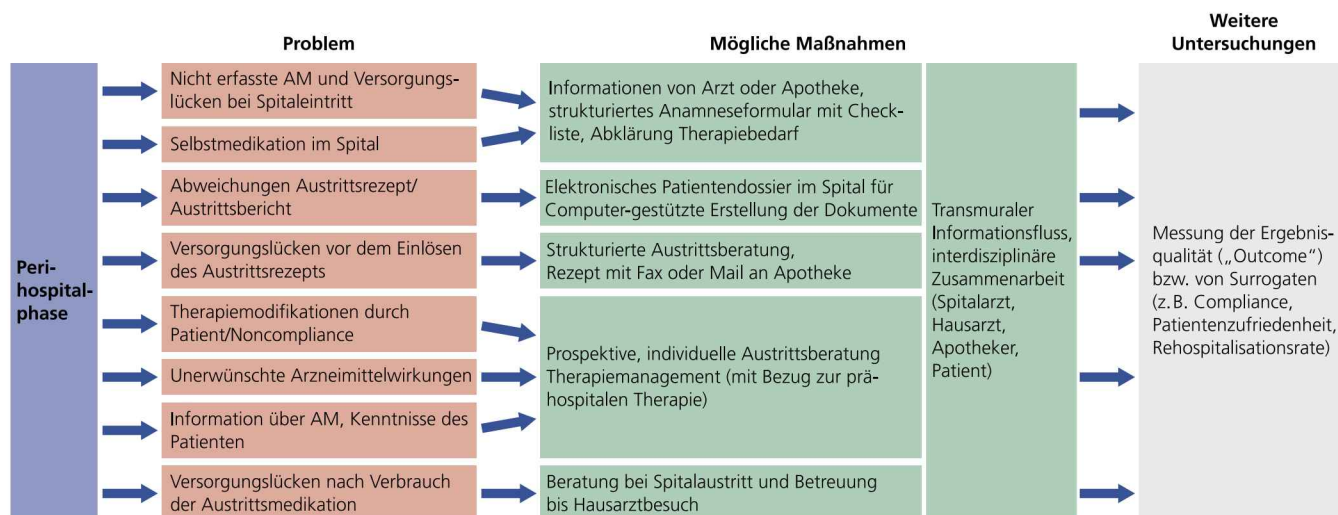 Problem
Mögliche Maßnahmen
Weitere
Untersuchungen
Peri-
hospital-
phase
Nicht erfasste AM und Versorgungs-
lücken bei Spitaleintritt
Selbstmedikation im Spital
Abweichungen Austrittsrezept/
Austrittsbericht
Versorgungslücken vor dem Einlösen
des Austrittsrezepts
Therapiemodifikationen durch
Patient/Noncompliance
Unerwünschte Arzneimittelwirkungen
Information über AM, Kenntnisse des
Patienten
Versorgungslücken nach Verbrauch
der Austrittsmedikation
Informationen von Arzt oder Apotheke,
strukturiertes Anamneseformular mit Check-
liste, Abklärung Therapiebedarf
Elektronisches Patientendossier im Spital für
Computer-gestützte Erstellung der Dokumente
Strukturierte Austrittsberatung,
Rezept mit Fax oder Mail an Apotheke
Prospektive, individuelle Austrittsberatung
Therapiemanagement (mit Bezug zur prä-
hospitalen Therapie)
Beratung bei Spitalaustritt und Betreuung
bis Hausarztbesuch
Transmuraler
Informationsfluss,
interdisziplinäre
Zusammenarbeit
(Spitalarzt,
Hausarzt,
Apotheker,
Patient)
Messung der Ergebnis-
qualität („Outcome“)
bzw. von Surrogaten
(z.B. Compliance,
Patientenzufriedenheit,
Rehospitalisationsrate)